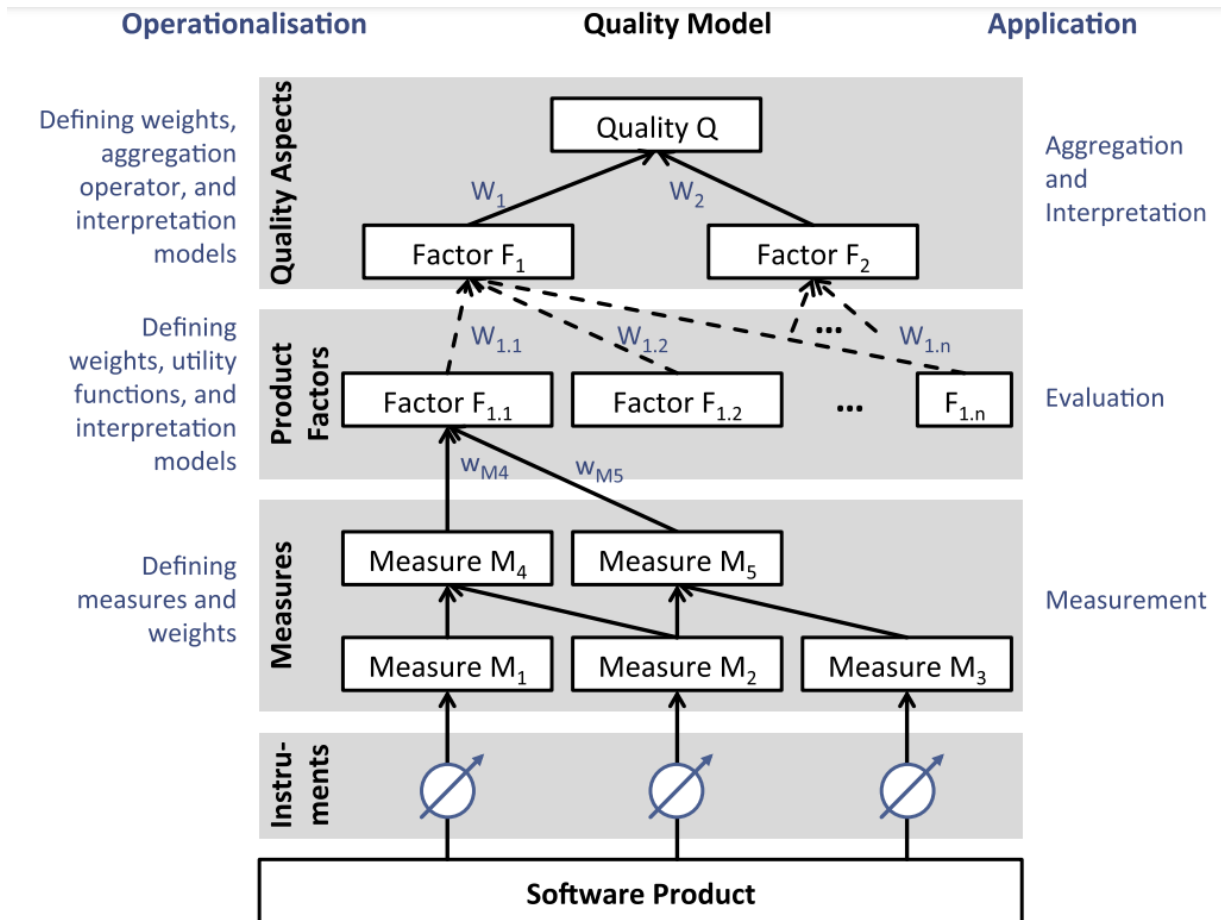 Operationalisation Quality Model Application
Quality Aspects
Defining weights,
aggregation
operator, and
interpretation
models
Quality Q
W1 W2
Factor F1 Factor F2
Aggregation
and
Interpretation
Product
Factors
Defining
weights, utility
functions, and
interpretation
models
...
W1.1 W1.2 W1.n
Factor F1.1 Factor F1.2 ... F1.n
wM4 wM5
Evaluation
Measures
Defining
measures and
weights
Measure M4 Measure M5
Measure M1 Measure M2 Measure M3
Measurement
Instru-
ments
Software Product